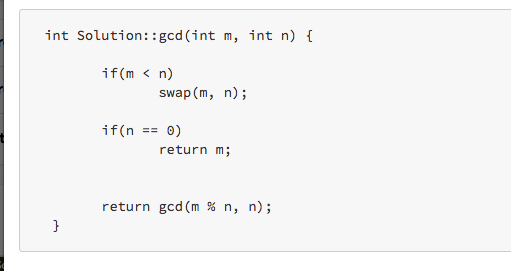 int Solution::gcd(int m, int n) {
if(m < n)
swap(m, n);
if(n == 0)
return m;
return gcd(m % n, n);
}